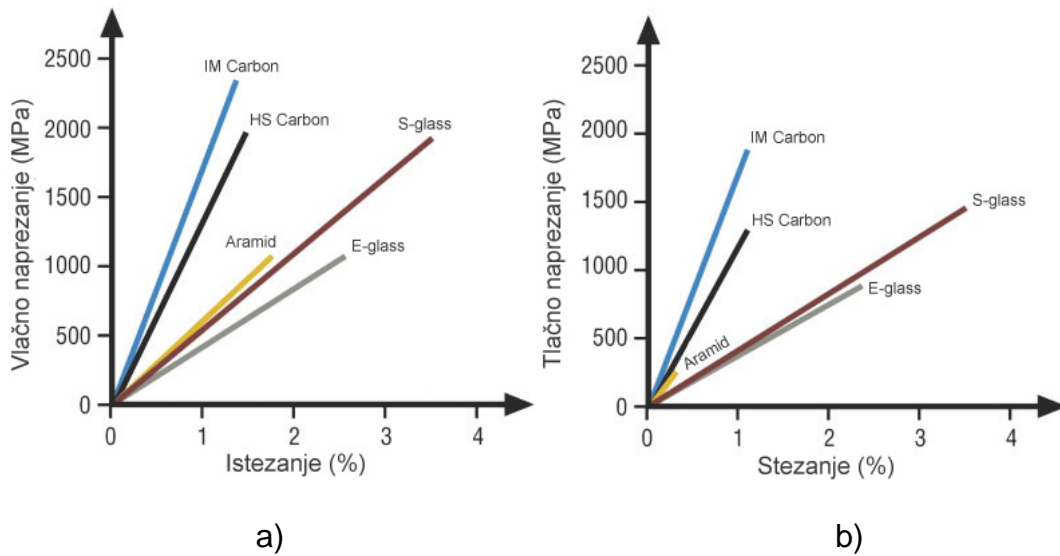 Vlačno naprezanje (MPa)
2500
2000
1500
1000
500
0
IM Carbon
HS Carbon
S-glass
Aramid
E-glass
0 1 2 3 4
Istezanje (%)
a)
Tlačno naprezanje (MPa)
2500
2000
1500
1000
500
0
IM Carbon
HS Carbon
S-glass
E-glass
Aramid
0 1 2 3 4
Stezanje (%)
b)